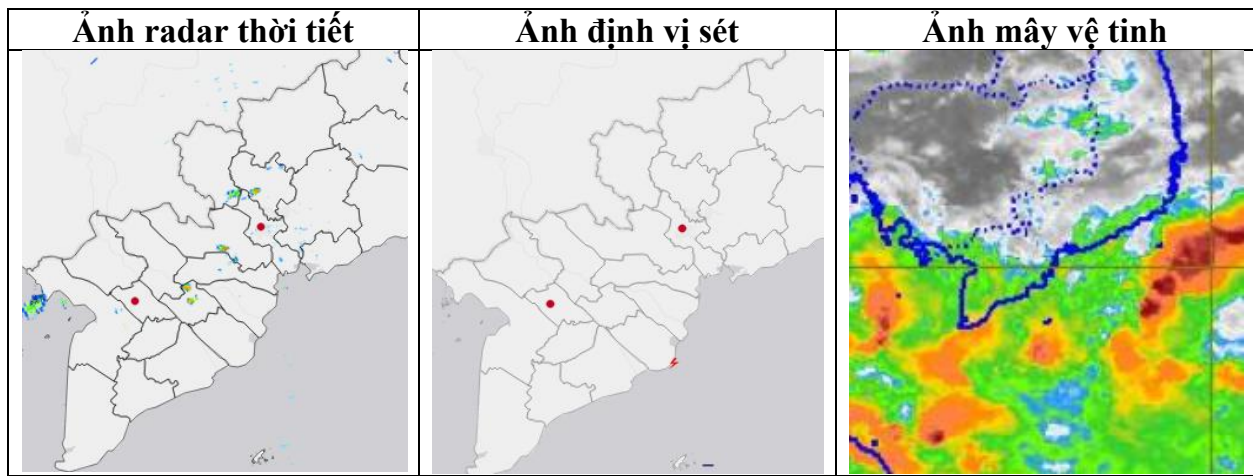 Ảnh radar thời tiết
Ảnh định vị sét
Ảnh mây vệ tinh